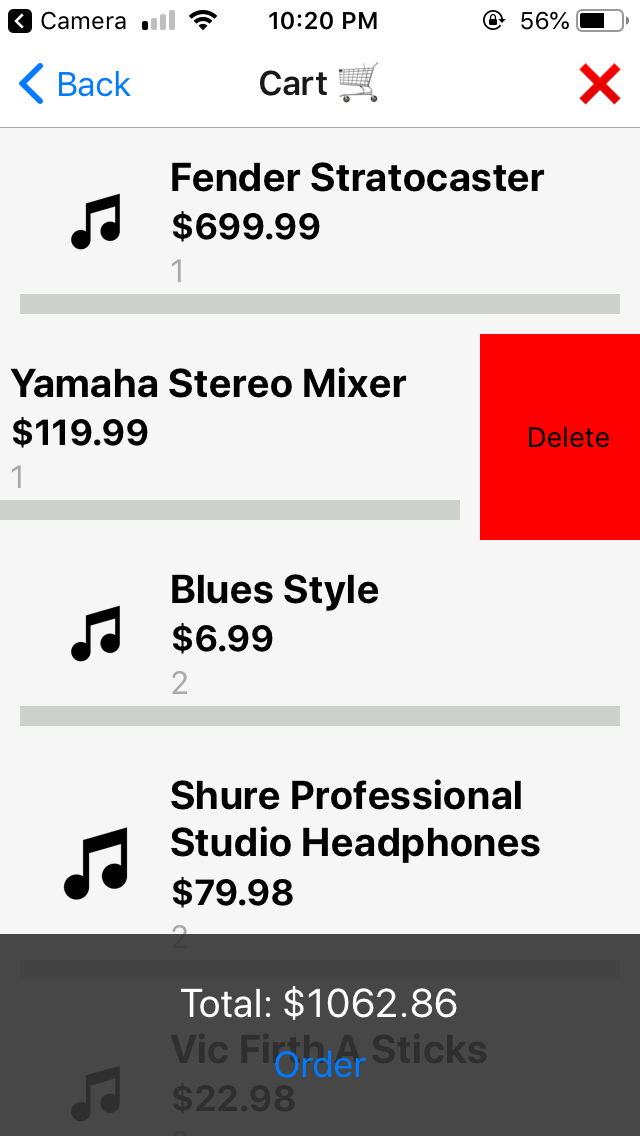 Camera 10:20 PM 56%
Back Cart
Fender Stratocaster
$699.99
1
Yamaha Stereo Mixer
$119.99
1
Delete
Blues Style
$6.99
2
Shure Professional
Studio Headphones
$79.98
2
Total: $1062.86
Vic Firth A Sticks
Order
$22.98